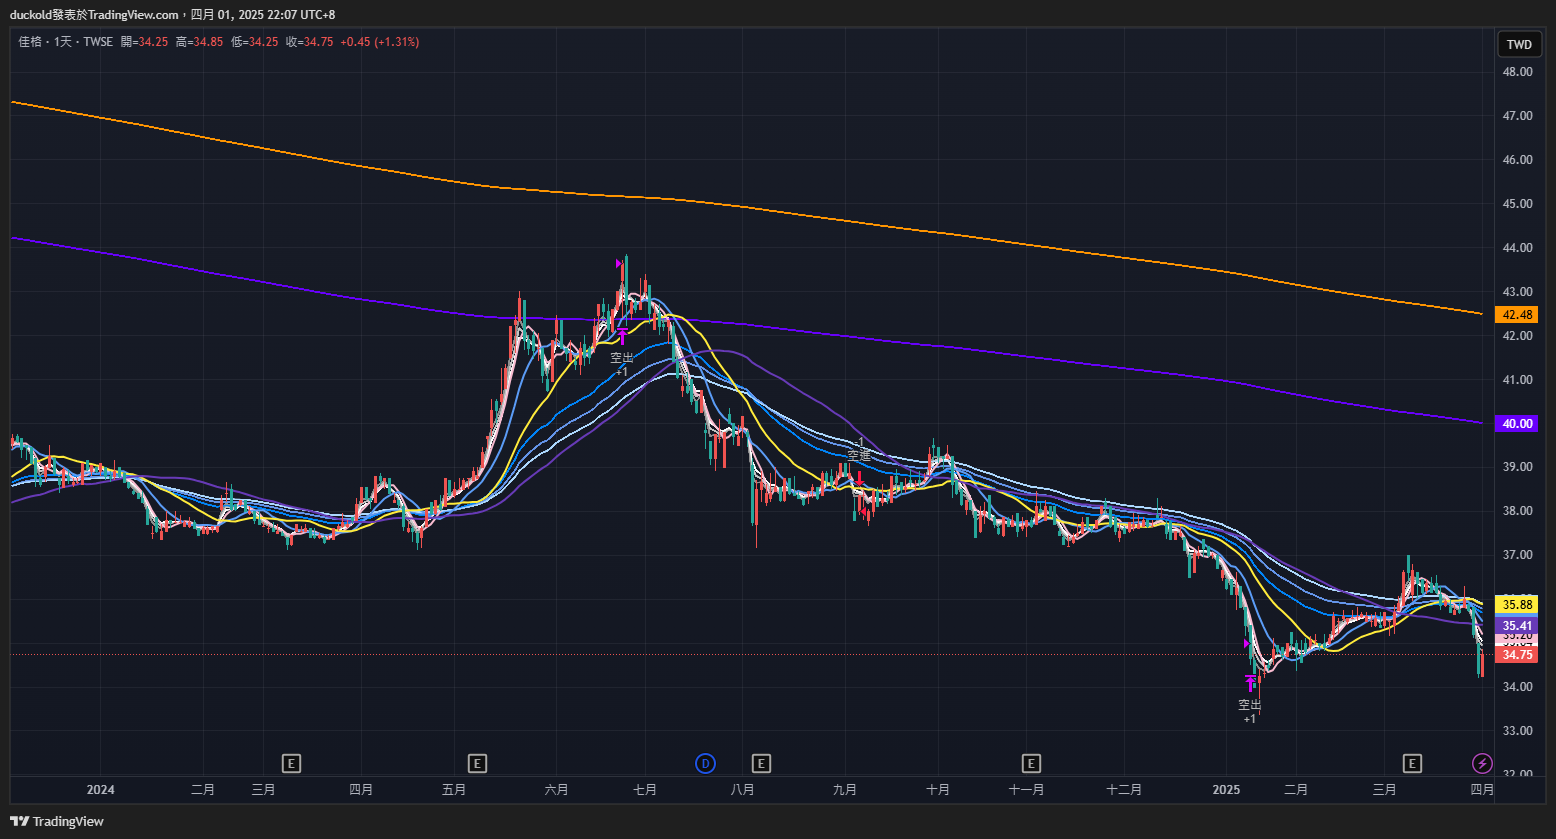 duckold發表於TradingView.com，四月 01, 2025 22:07 UTC+8
佳格 · 1天 · TWSE 開=34.25 高=34.85 低=34.25 收=34.75 +0.45 (+1.31%)
TWD
48.00
47.00
46.00
45.00
44.00
43.00
42.48
42.00
41.00
40.00
39.00
38.00
37.00
35.88
35.41
34.75
34.00
33.00
32.00
空出
+1
-1
空進
空出
+1
E
E
D
E
E
E
2024 二月 三月 四月 五月 六月 七月 八月 九月 十月 十一月 十二月 2025 二月 三月 四月
TradingView